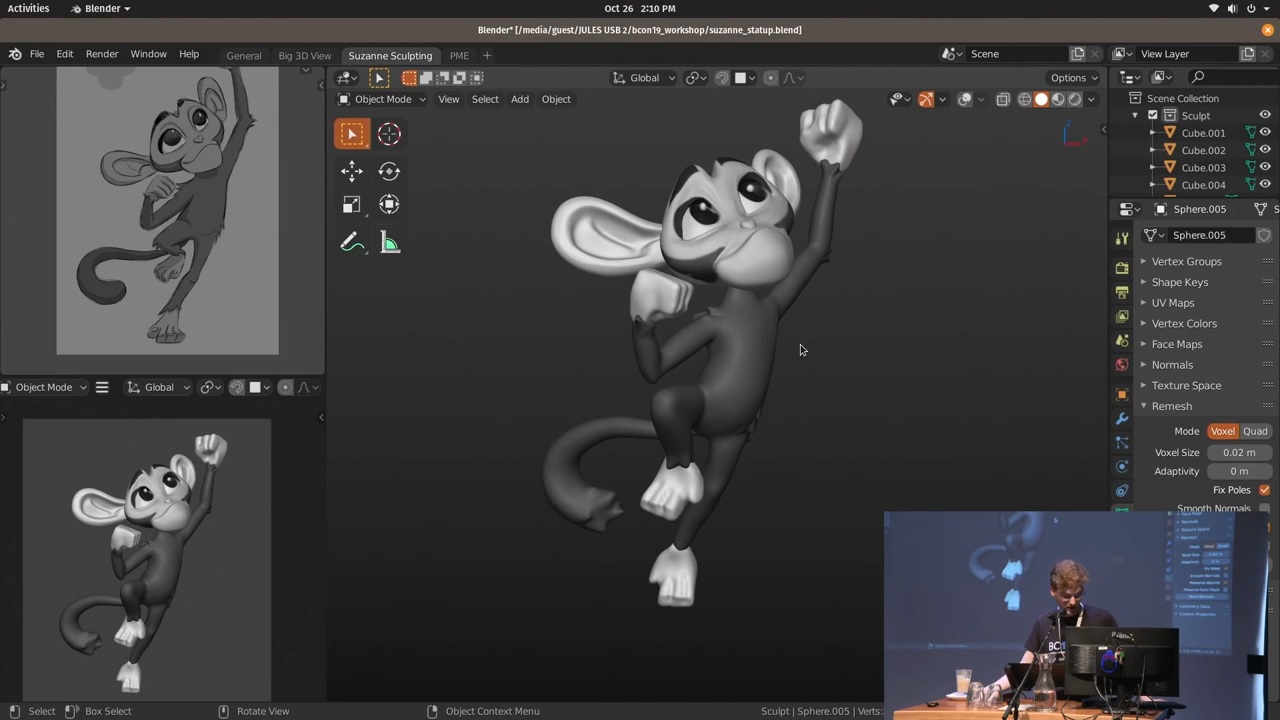 Activities Blender Oct 26 2:10 PM
Blender* [/media/guest/JULES USB 2/bcon19_workshop/suzanne_statup.blend]
File Edit Render Window Help General Big 3D View Suzanne Sculpting PME + Scene View Layer
Global Options
Object Mode View Select Add Object
Scene Collection
Sculpt
Cube.001
Cube.002
Cube.003
Cube.004
Sphere.005 S
Sphere.005
Vertex Groups
Shape Keys
UV Maps
Vertex Colors
Face Maps
Normals
Texture Space
Object Mode Global
Remesh
Mode Voxel Quad
Voxel Size 0.02 m
Adaptivity 0 m
Fix Poles
Smooth Normals
Select Box Select Rotate View Object Context Menu Sculpt | Sphere.005 | Verts: